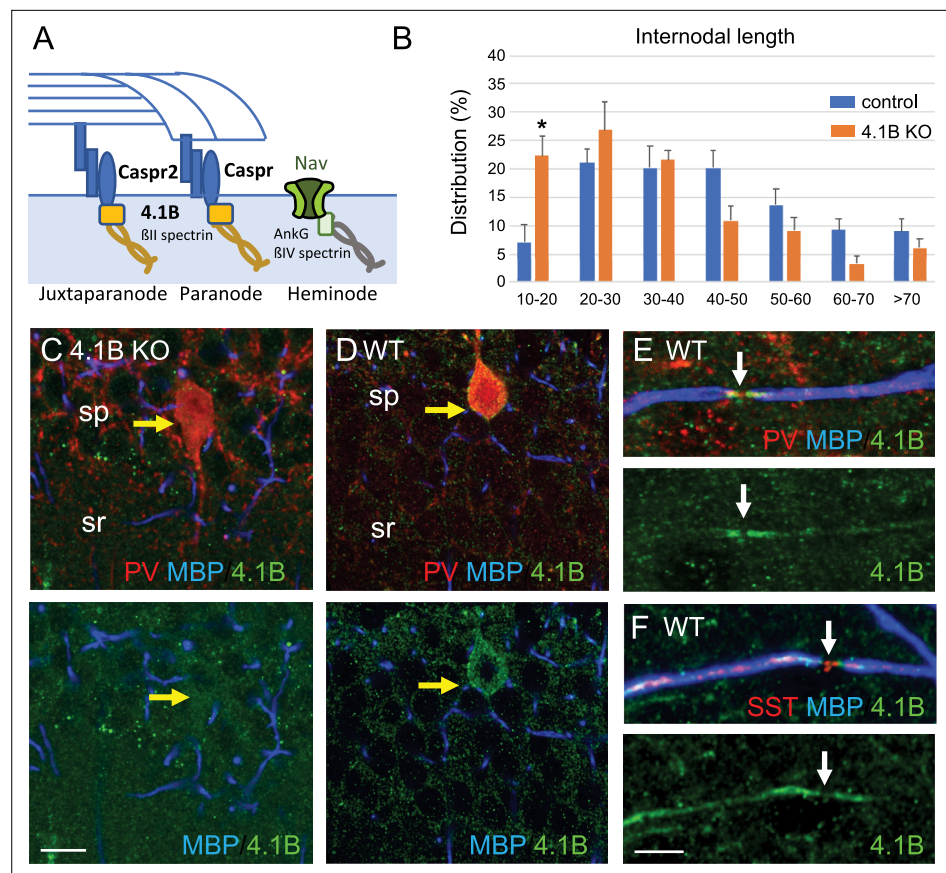 A
Caspr2
Caspr
Nav
4.1B
ßII spectrin
AnkG
ßIV spectrin
Juxtaparanode Paranode Heminode
B
Internodal length
Distribution (%)
40
35
30
25
20
15
10
5
0
control
4.1B KO
*
10-20 20-30 30-40 40-50 50-60 60-70 >70
C 4.1B KO
sp
sr
PV MBP/4.1B
MBP/4.1B
D WT
sp
sr
PV MBP 4.1B
MBP 4.1B
E WT
PV MBP/4.1B
4.1B
F WT
SST MBP 4.1B
4.1B